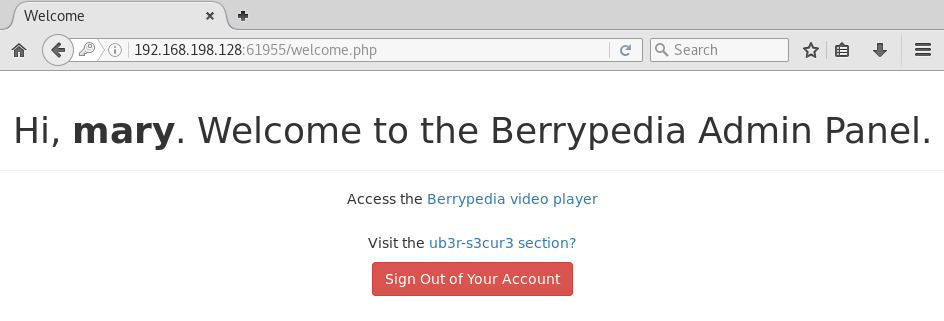 Welcome
192.168.198.128:61955/welcome.php
Search
Hi, mary. Welcome to the Berrypedia Admin Panel.
Access the Berrypedia video player
Visit the ub3r-s3cur3 section?
Sign Out of Your Account